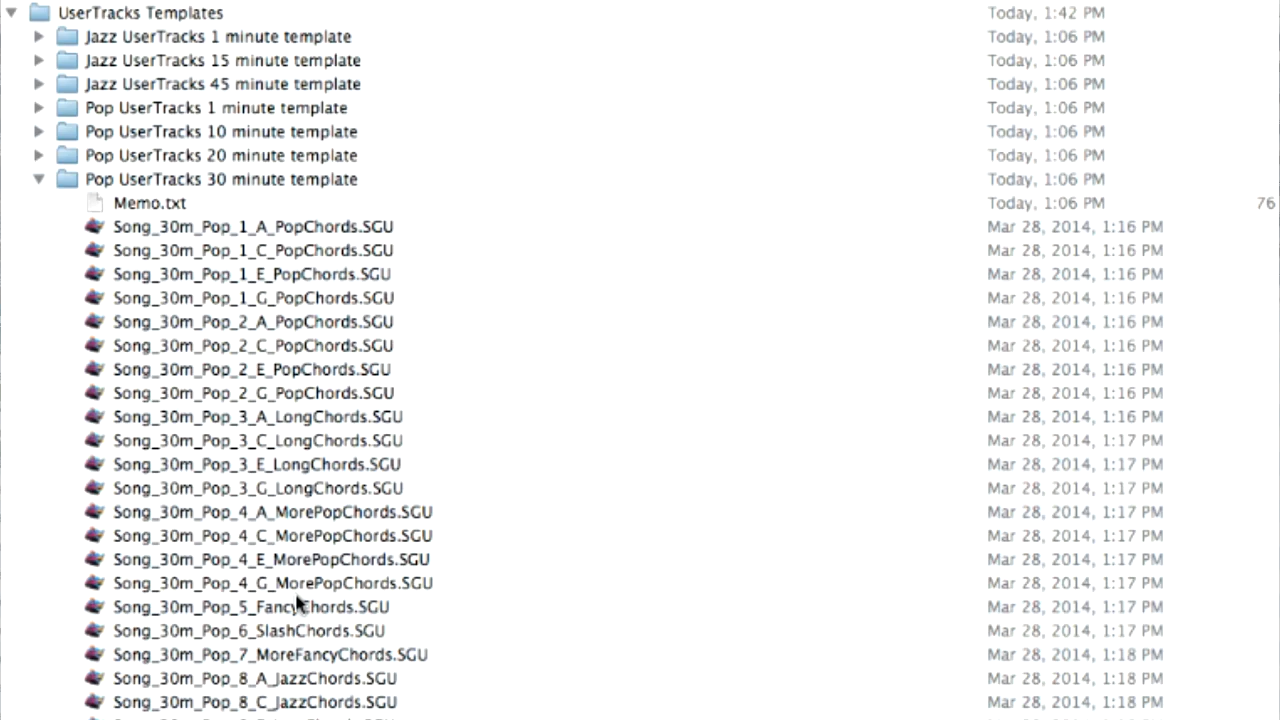 UserTracks Templates Today, 1:42 PM
Jazz UserTracks 1 minute template Today, 1:06 PM
Jazz UserTracks 15 minute template Today, 1:06 PM
Jazz UserTracks 45 minute template Today, 1:06 PM
Pop UserTracks 1 minute template Today, 1:06 PM
Pop UserTracks 10 minute template Today, 1:06 PM
Pop UserTracks 20 minute template Today, 1:06 PM
Pop UserTracks 30 minute template Today, 1:06 PM
Memo.txt Today, 1:06 PM 76
Song_30m_Pop_1_A_PopChords.SGU Mar 28, 2014, 1:16 PM
Song_30m_Pop_1_C_PopChords.SGU Mar 28, 2014, 1:16 PM
Song_30m_Pop_1_E_PopChords.SGU Mar 28, 2014, 1:16 PM
Song_30m_Pop_1_G_PopChords.SGU Mar 28, 2014, 1:16 PM
Song_30m_Pop_2_A_PopChords.SGU Mar 28, 2014, 1:16 PM
Song_30m_Pop_2_C_PopChords.SGU Mar 28, 2014, 1:16 PM
Song_30m_Pop_2_E_PopChords.SGU Mar 28, 2014, 1:16 PM
Song_30m_Pop_2_G_PopChords.SGU Mar 28, 2014, 1:16 PM
Song_30m_Pop_3_A_LongChords.SGU Mar 28, 2014, 1:16 PM
Song_30m_Pop_3_C_LongChords.SGU Mar 28, 2014, 1:17 PM
Song_30m_Pop_3_E_LongChords.SGU Mar 28, 2014, 1:17 PM
Song_30m_Pop_3_G_LongChords.SGU Mar 28, 2014, 1:17 PM
Song_30m_Pop_4_A_MorePopChords.SGU Mar 28, 2014, 1:17 PM
Song_30m_Pop_4_C_MorePopChords.SGU Mar 28, 2014, 1:17 PM
Song_30m_Pop_4_E_MorePopChords.SGU Mar 28, 2014, 1:17 PM
Song_30m_Pop_4_G_MorePopChords.SGU Mar 28, 2014, 1:17 PM
Song_30m_Pop_5_FancyChords.SGU Mar 28, 2014, 1:17 PM
Song_30m_Pop_6_SlashChords.SGU Mar 28, 2014, 1:17 PM
Song_30m_Pop_7_MoreFancyChords.SGU Mar 28, 2014, 1:18 PM
Song_30m_Pop_8_A_JazzChords.SGU Mar 28, 2014, 1:18 PM
Song_30m_Pop_8_C_JazzChords.SGU Mar 28, 2014, 1:18 PM